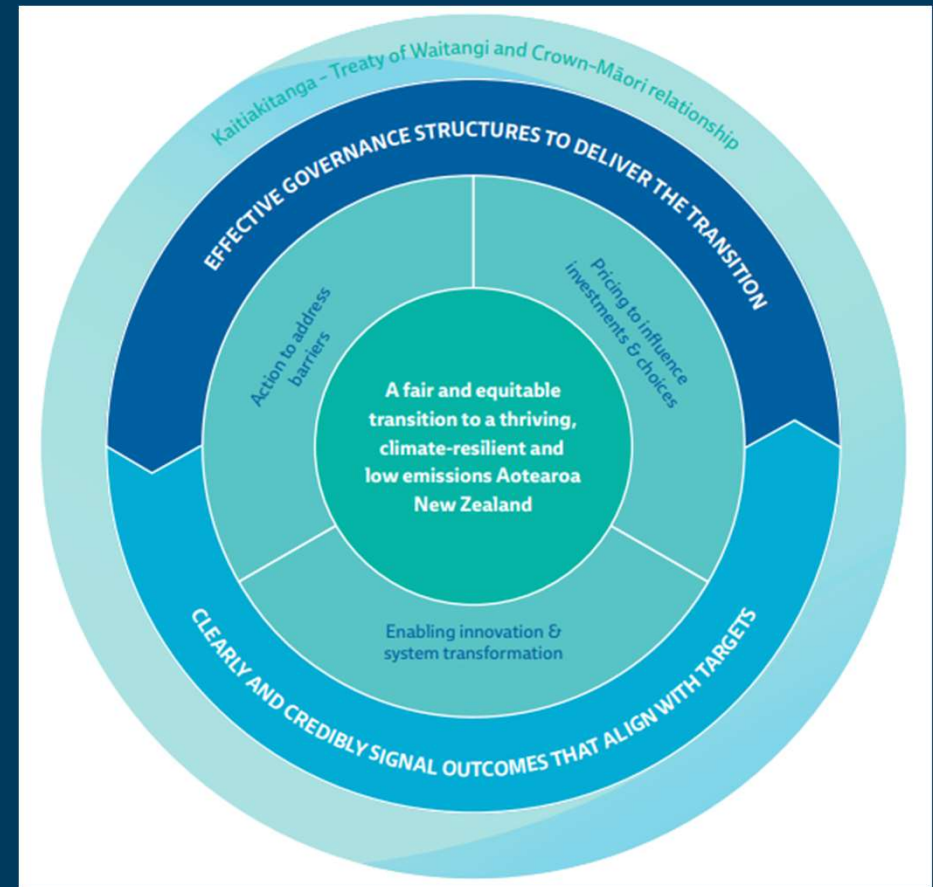 Kaitiakitanga – Treaty of Waitangi and Crown–Māori relationship
EFFECTIVE GOVERNANCE STRUCTURES TO DELIVER THE TRANSITION
Action to address
barriers
Pricing to influence
investments & choices
A fair and equitable
transition to a thriving,
climate-resilient and
low emissions Aotearoa
New Zealand
Enabling innovation &
system transformation
CLEARLY AND CREDIBLY SIGNAL OUTCOMES THAT ALIGN WITH TARGETS